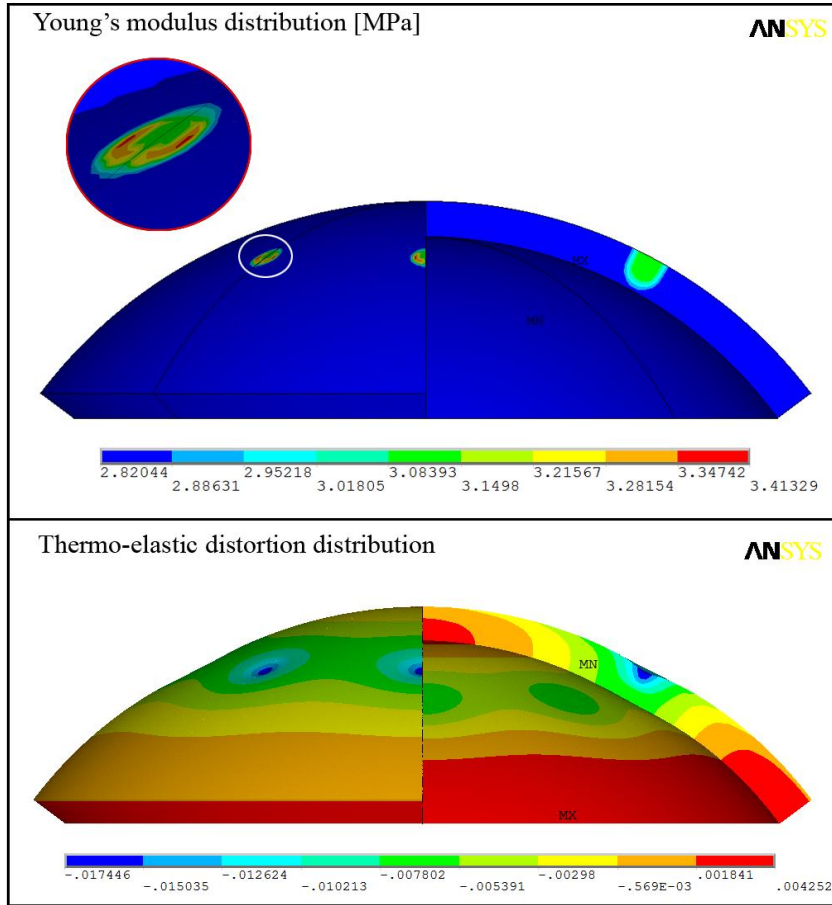 Young's modulus distribution [MPa]
ANSYS
MX
MN
2.82044 2.95218 3.08393 3.21567 3.34742
2.88631 3.01805 3.1498 3.28154 3.41329
Thermo-elastic distortion distribution
ANSYS
MN
MX
-.017446 -.012624 -.007802 -.00298 .001841
-.015035 -.010213 -.005391 -.569E-03 .004252